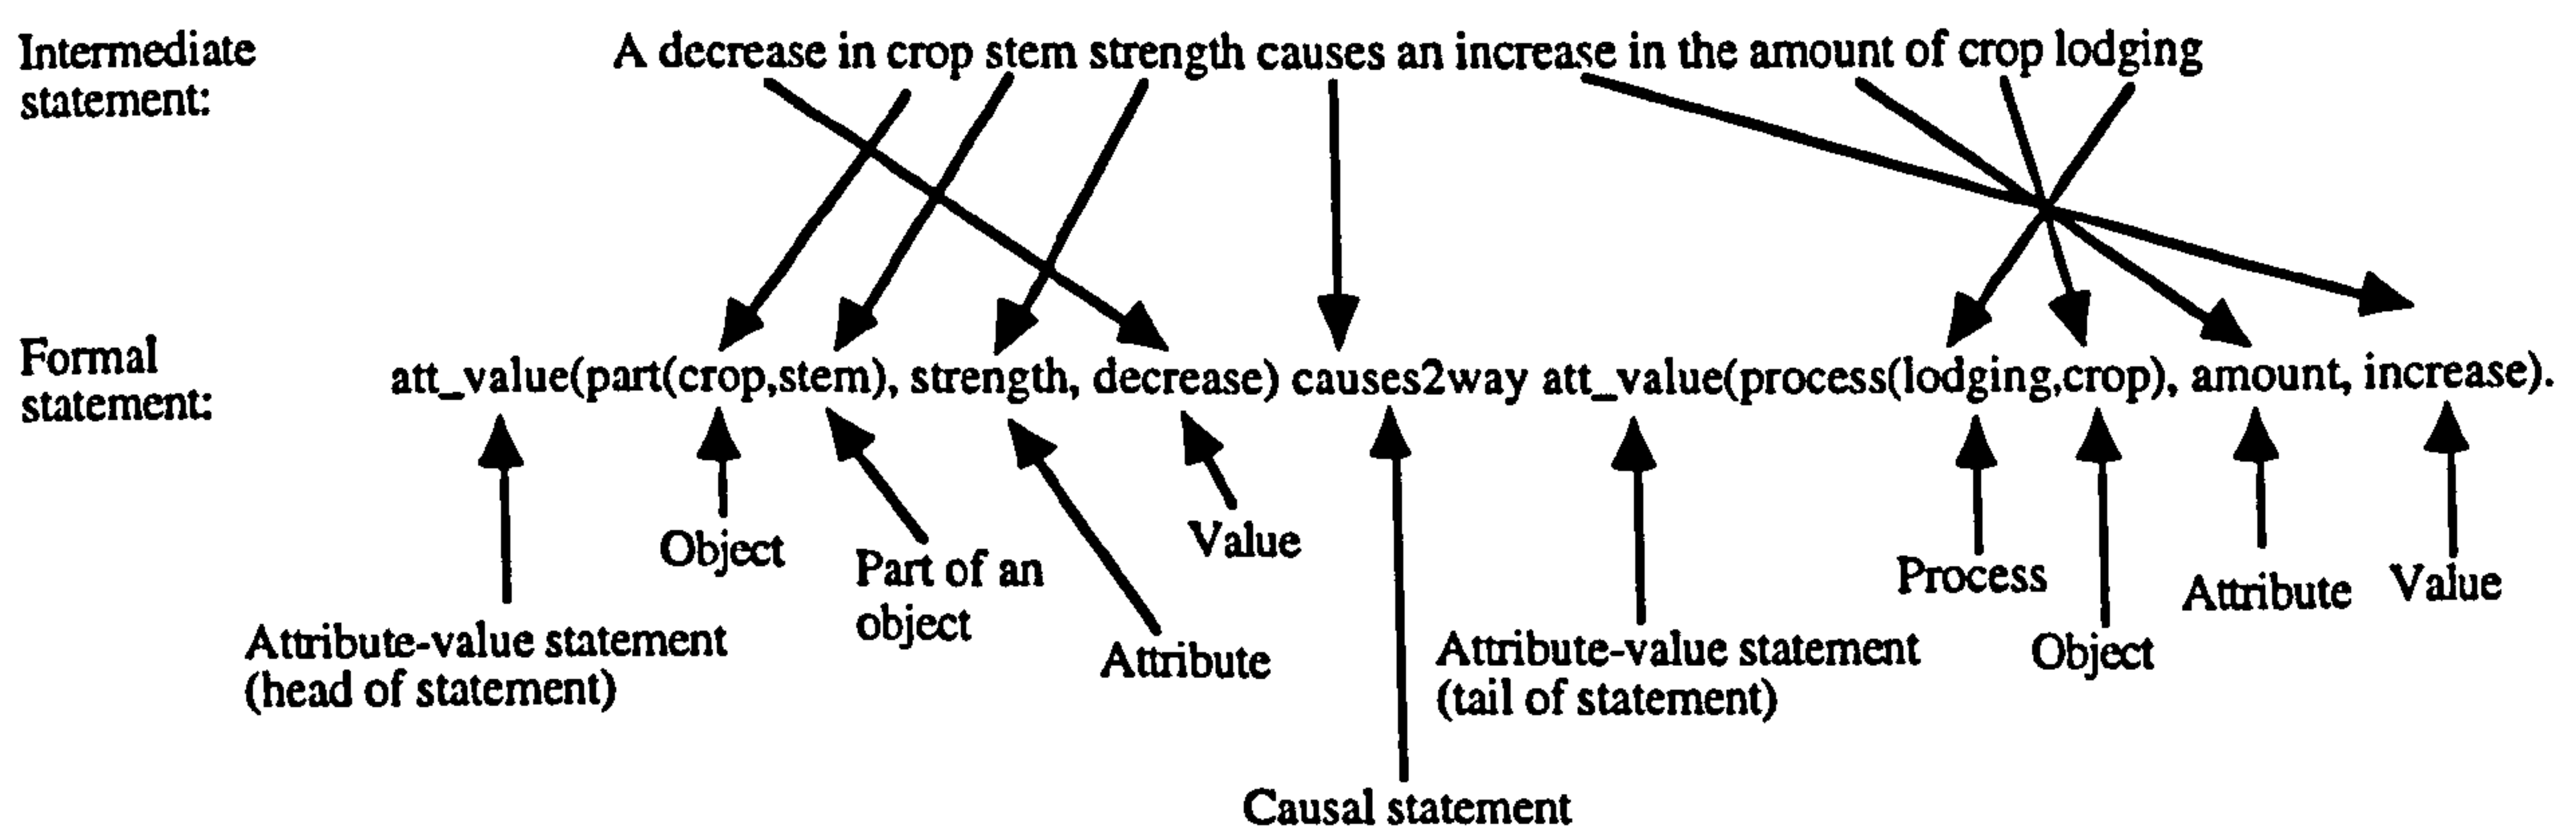 Intermediate
statement:
A decrease in crop stem strength causes an increase in the amount of crop lodging
Formal
statement:
att_value(part(crop,stem), strength, decrease) causes2way att_value(process(lodging,crop), amount, increase).
Object
Part of an
object
Value
Attribute
Attribute-value statement
(head of statement)
Causal statement
Attribute-value statement
(tail of statement)
Process
Object
Attribute
Value